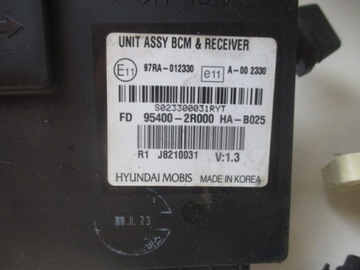 UNIT ASSY BCM & RECEIVER
E11 97RA-012330 e11 A-00 2330
S023300031RYT
FD 95400-2R000 HA-B025
R1 J8210031 V:1.3
HYUNDAI MOBIS MADE IN KOREA